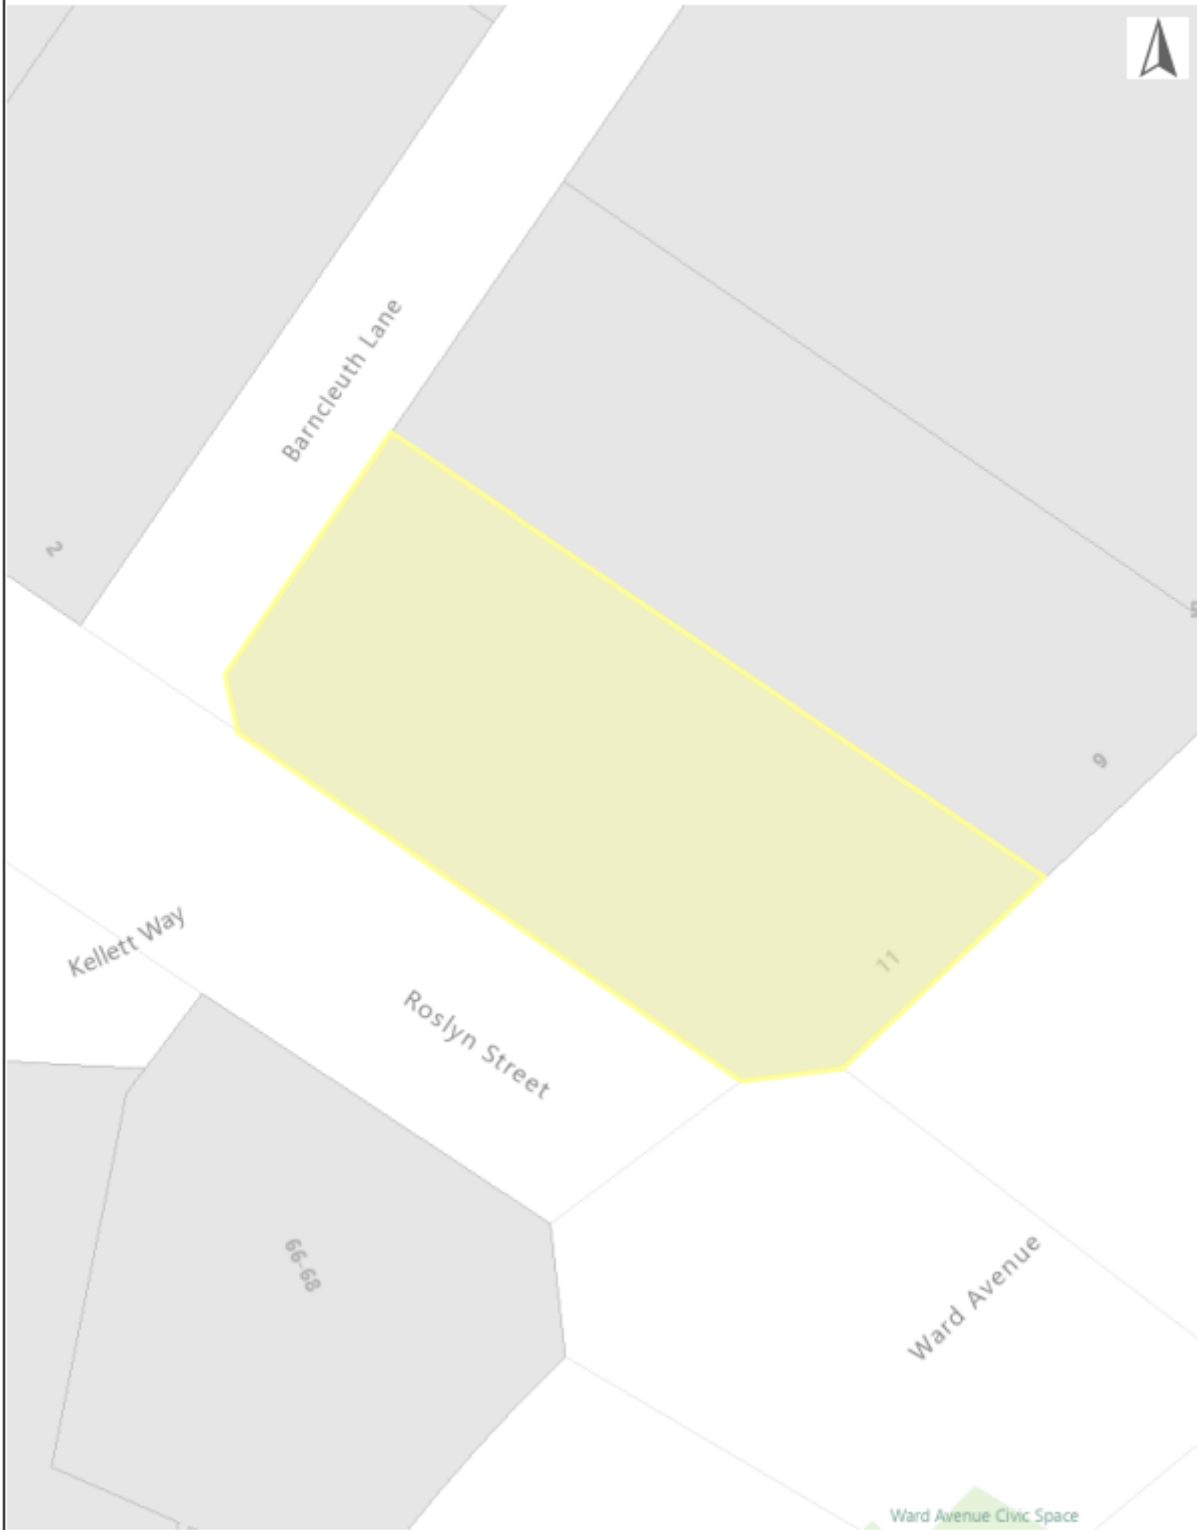 Barncleuth Lane
2
9
Kellett Way
11
Roslyn Street
66-68
Ward Avenue
Ward Avenue Civic Space